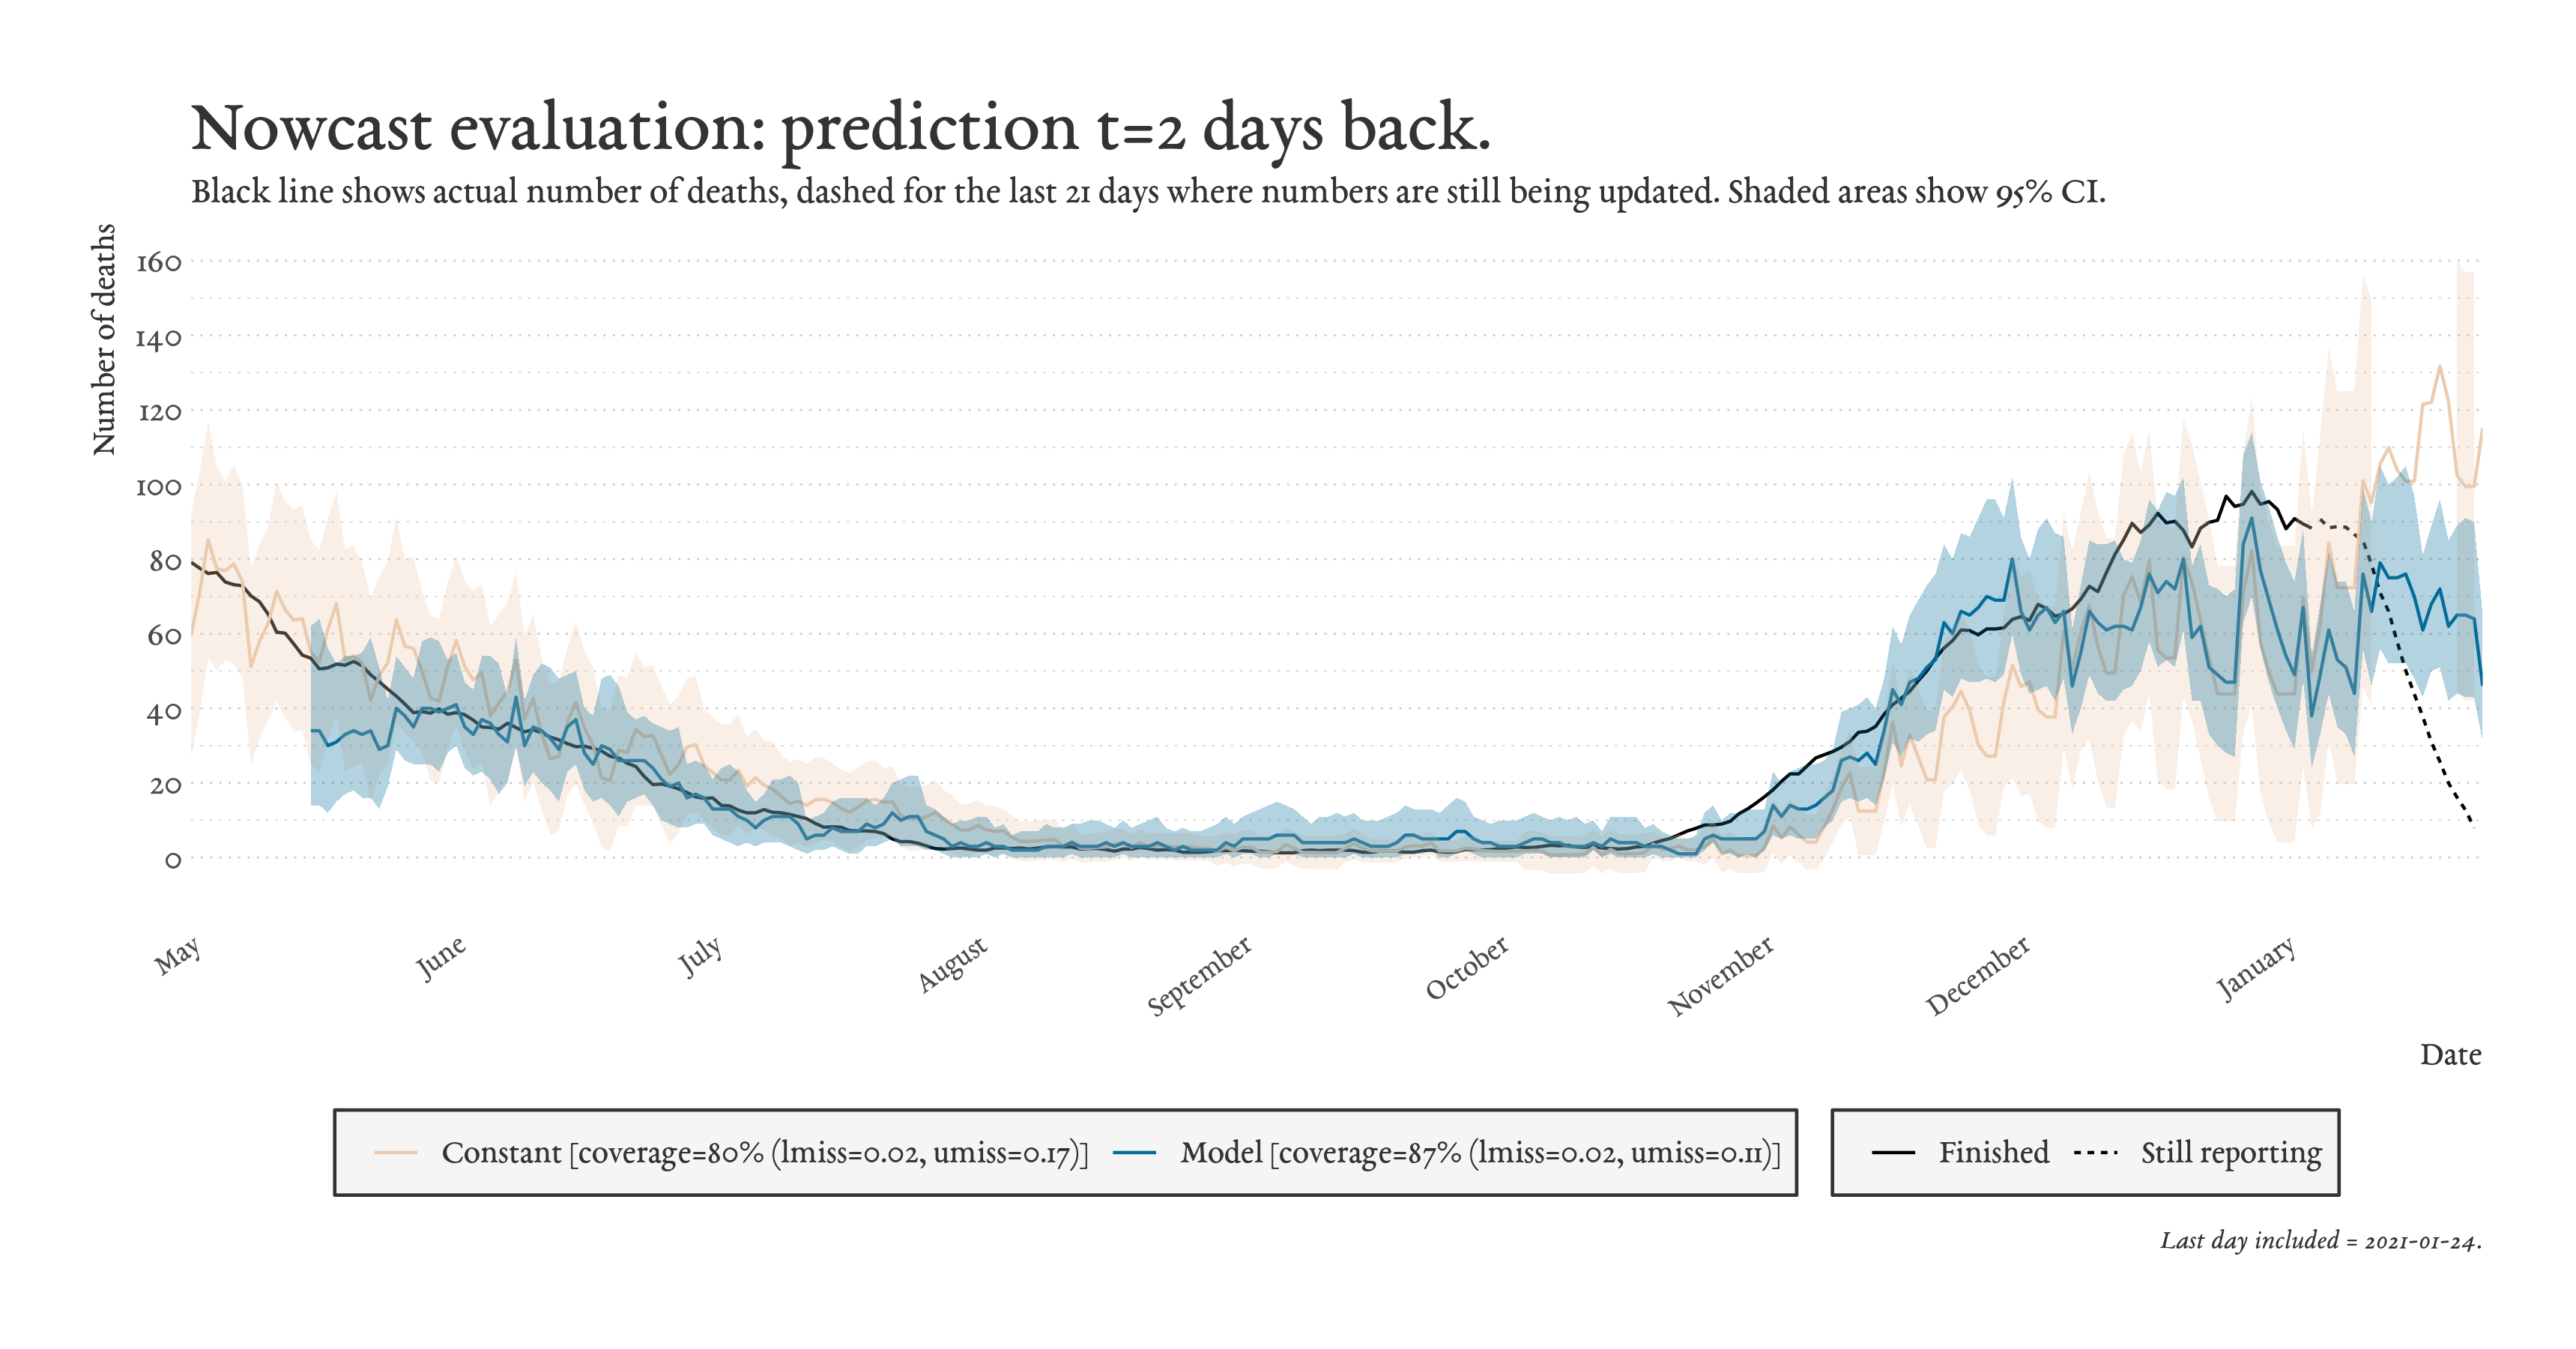 Nowcast evaluation: prediction t=2 days back.
Black line shows actual number of deaths, dashed for the last 21 days where numbers are still being updated. Shaded areas show 95% CI.
Number of deaths
160
140
120
100
80
60
40
20
0
May
June
July
August
September
October
November
December
January
Date
Constant [coverage=80% (lmiss=0.02, umiss=0.17)]
Model [coverage=87% (lmiss=0.02, umiss=0.11)]
Finished
Still reporting
Last day included = 2021-01-24.